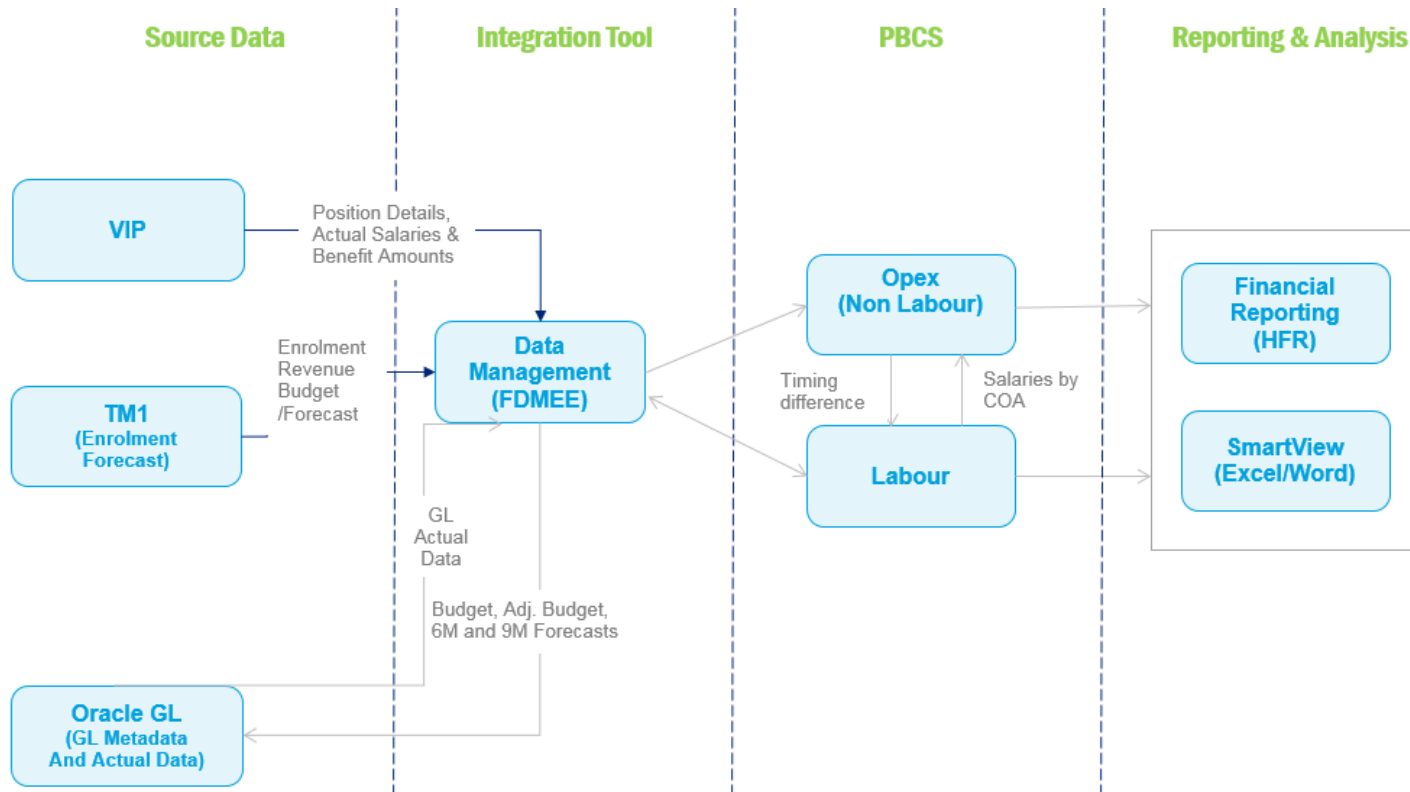 Source Data
Integration Tool
PBCS
Reporting & Analysis
VIP
Position Details,
Actual Salaries &
Benefit Amounts
Enrolment
Revenue
Budget
/Forecast
TM1
(Enrolment
Forecast)
Data
Management
(FDMEE)
GL
Actual
Data
Budget, Adj. Budget,
6M and 9M Forecasts
Oracle GL
(GL Metadata
And Actual Data)
Opex
(Non Labour)
Timing
difference
Salaries by
COA
Labour
Financial
Reporting
(HFR)
SmartView
(Excel/Word)